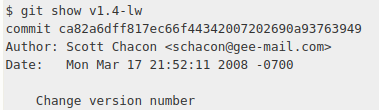 $ git show v1.4-lw
commit ca82a6dff817ec66f44342007202690a93763949
Author: Scott Chacon <schacon@gee-mail.com>
Date:   Mon Mar 17 21:52:11 2008 -0700
Change version number